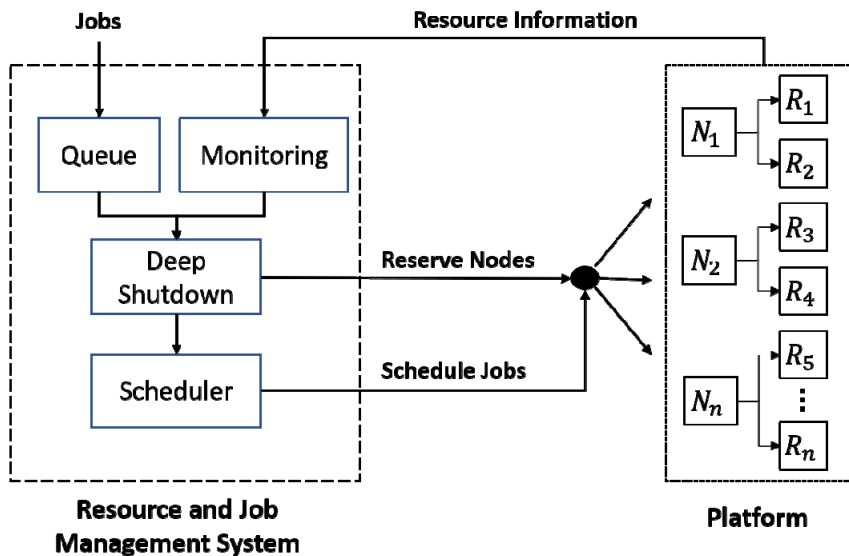 Jobs
Resource Information
Queue
Monitoring
Deep
Shutdown
Scheduler
Reserve Nodes
Schedule Jobs
N₁
R₁
R₂
N₂
R₃
R₄
Nₙ
R₅
⋮
Rₙ
Resource and Job
Management System
Platform